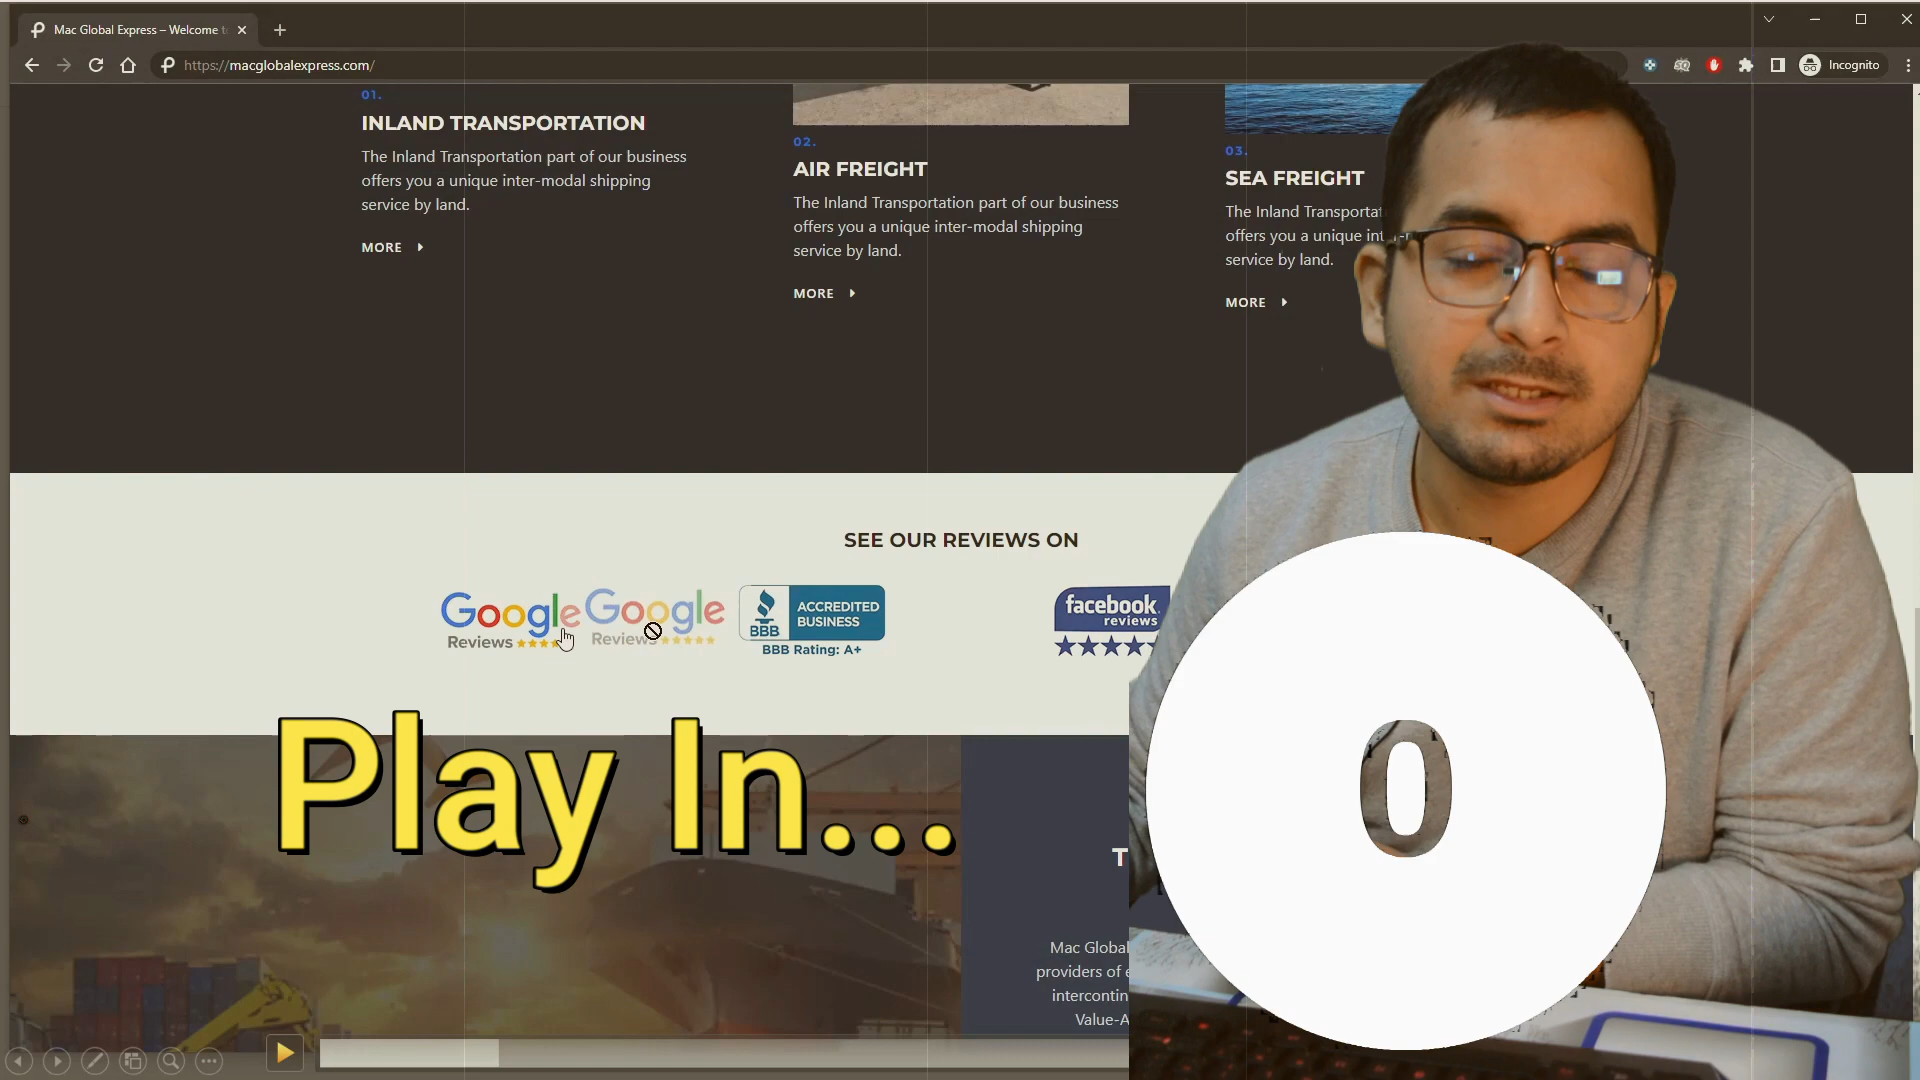 Mac Global Express – Welcome t
https://macglobalexpress.com/
Incognito
01.
INLAND TRANSPORTATION
The Inland Transportation part of our business
offers you a unique inter-modal shipping
service by land.
MORE
02.
AIR FREIGHT
The Inland Transportation part of our business
offers you a unique inter-modal shipping
service by land.
MORE
03.
SEA FREIGHT
The Inland Transportat
offers you a unique int r-r
service by land.
MORE
SEE OUR REVIEWS ON
Google
Reviews
Google
Reviews
BBB
ACCREDITED
BUSINESS
BBB Rating: A+
facebook
reviews
Play In...
0
T
Mac Global
providers of e
intercontin
Value-A